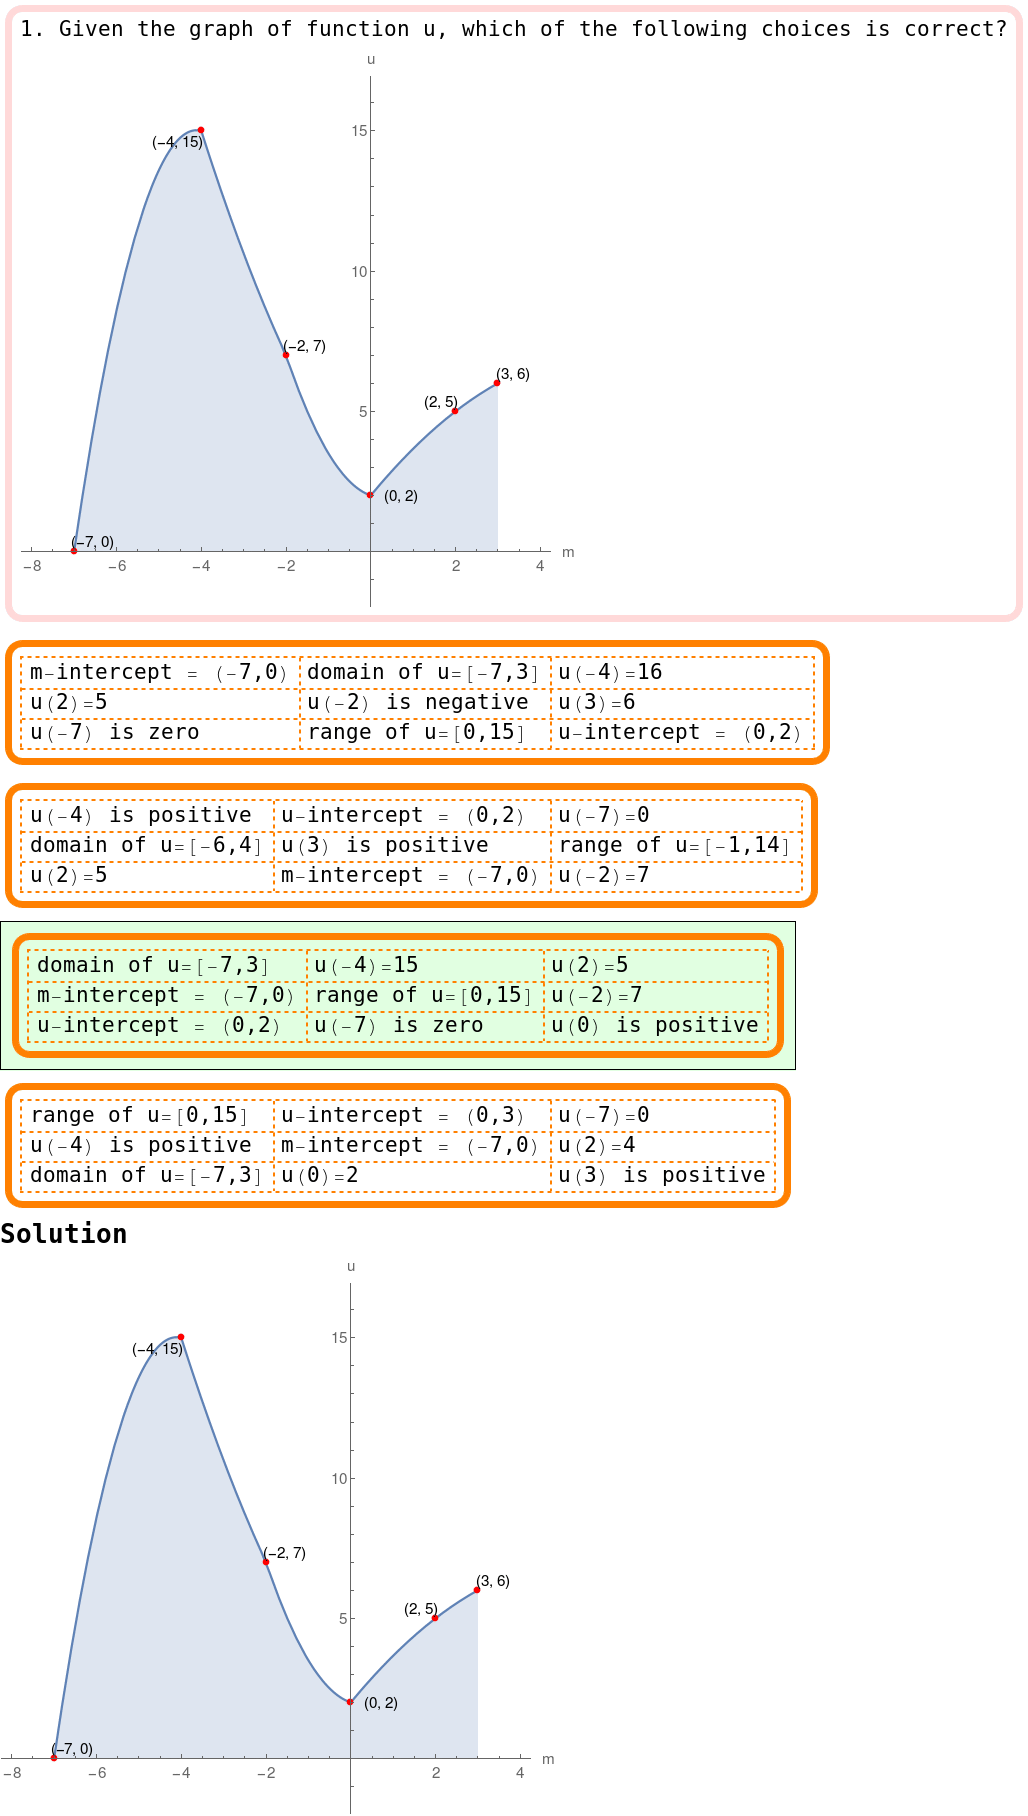 1. Given the graph of function u, which of the following choices is correct?
u
15
(−4, 15)
10
(−2, 7)
(3, 6)
(2, 5)
5
(0, 2)
(−7, 0)
m
−8 −6 −4 −2 2 4
m-intercept = (-7,0) domain of u=[-7,3] u(-4)=16
u(2)=5 u(-2) is negative u(3)=6
u(-7) is zero range of u=[0,15] u-intercept = (0,2)
u(-4) is positive u-intercept = (0,2) u(-7)=0
domain of u=[-6,4] u(3) is positive range of u=[-1,14]
u(2)=5 m-intercept = (-7,0) u(-2)=7
domain of u=[-7,3] u(-4)=15 u(2)=5
m-intercept = (-7,0) range of u=[0,15] u(-2)=7
u-intercept = (0,2) u(-7) is zero u(0) is positive
range of u=[0,15] u-intercept = (0,3) u(-7)=0
u(-4) is positive m-intercept = (-7,0) u(2)=4
domain of u=[-7,3] u(0)=2 u(3) is positive
Solution
u
15
(−4, 15)
10
(−2, 7)
(3, 6)
(2, 5)
5
(0, 2)
(−7, 0)
m
−8 −6 −4 −2 2 4